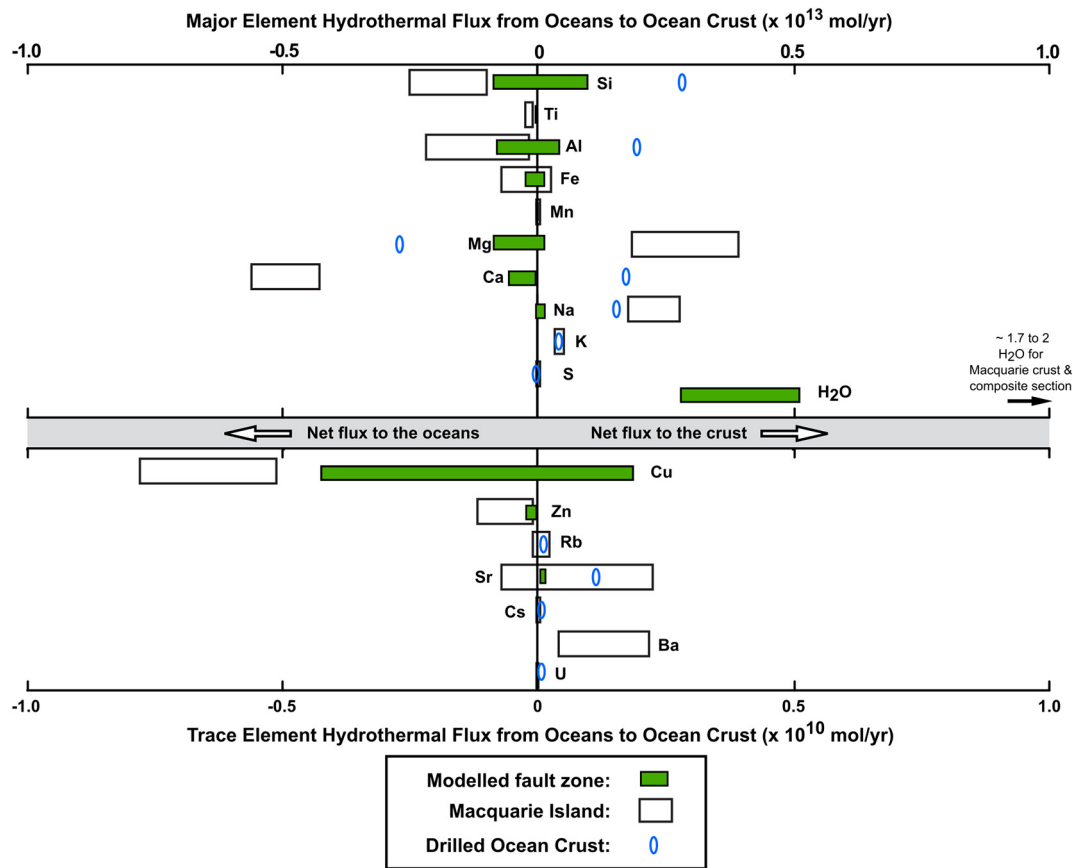 Major Element Hydrothermal Flux from Oceans to Ocean Crust (x 10¹³ mol/yr)
-1.0 -0.5 0 0.5 1.0
Si
Ti
Al
Fe
Mn
Mg
Ca
Na
K
S
~ 1.7 to 2
H₂O for
Macquarie crust &
composite section
H₂O
Net flux to the oceans Net flux to the crust
Cu
Zn
Rb
Sr
Cs
Ba
U
-1.0 -0.5 0 0.5 1.0
Trace Element Hydrothermal Flux from Oceans to Ocean Crust (x 10¹⁰ mol/yr)
Modelled fault zone:
Macquarie Island:
Drilled Ocean Crust: